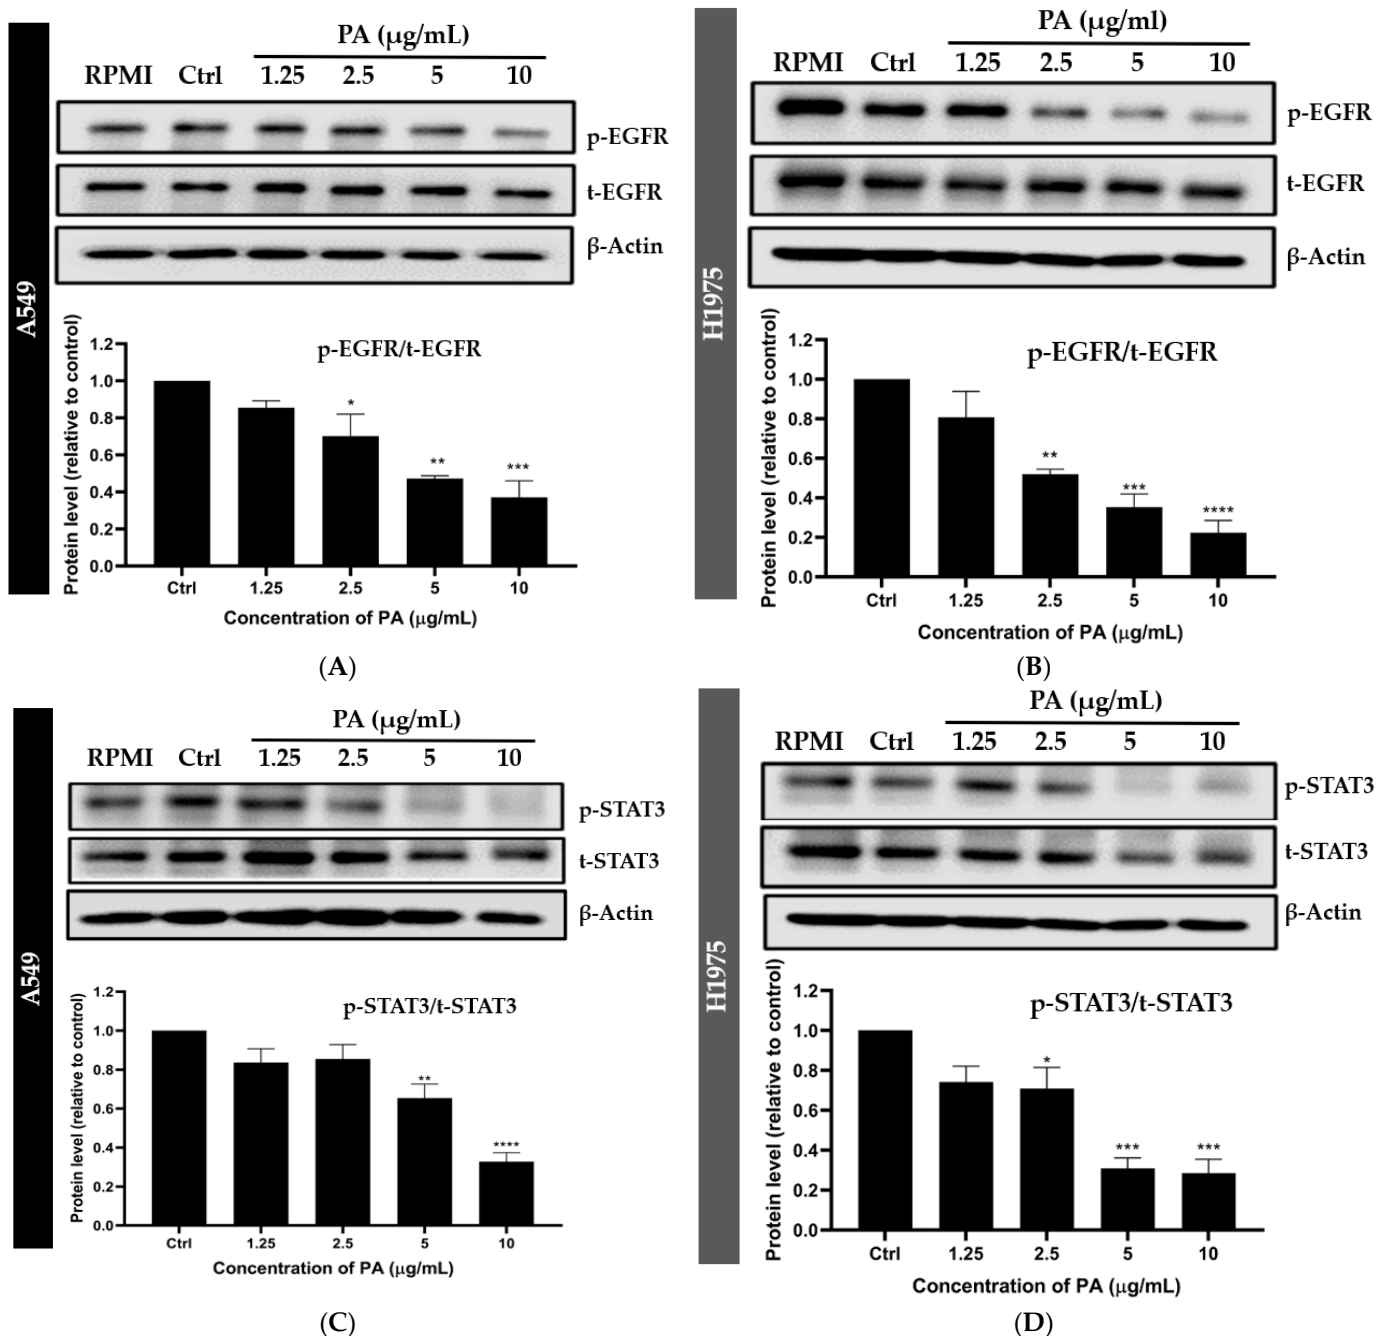 A549
PA (μg/mL)
RPMI Ctrl 1.25 2.5 5 10
p-EGFR
t-EGFR
β-Actin
p-EGFR/t-EGFR
Protein level (relative to control)
1.2
1.0
0.8
0.6
0.4
0.2
0.0
*
**
***
Ctrl 1.25 2.5 5 10
Concentration of PA (μg/mL)
(A)
H1975
PA (μg/ml)
RPMI Ctrl 1.25 2.5 5 10
p-EGFR
t-EGFR
β-Actin
p-EGFR/t-EGFR
Protein level (relative to control)
1.2
1.0
0.8
0.6
0.4
0.2
0.0
**
***
****
Ctrl 1.25 2.5 5 10
Concentration of PA (μg/mL)
(B)
A549
PA (μg/mL)
RPMI Ctrl 1.25 2.5 5 10
p-STAT3
t-STAT3
β-Actin
p-STAT3/t-STAT3
Protein level (relative to control)
1.2
1.0
0.8
0.6
0.4
0.2
0.0
**
****
Ctrl 1.25 2.5 5 10
Concentration of PA (μg/mL)
(C)
H1975
PA (μg/mL)
RPMI Ctrl 1.25 2.5 5 10
p-STAT3
t-STAT3
β-Actin
p-STAT3/t-STAT3
Protein level (relative to control)
1.2
1.0
0.8
0.6
0.4
0.2
0.0
*
***
***
Ctrl 1.25 2.5 5 10
Concentration of PA (μg/mL)
(D)